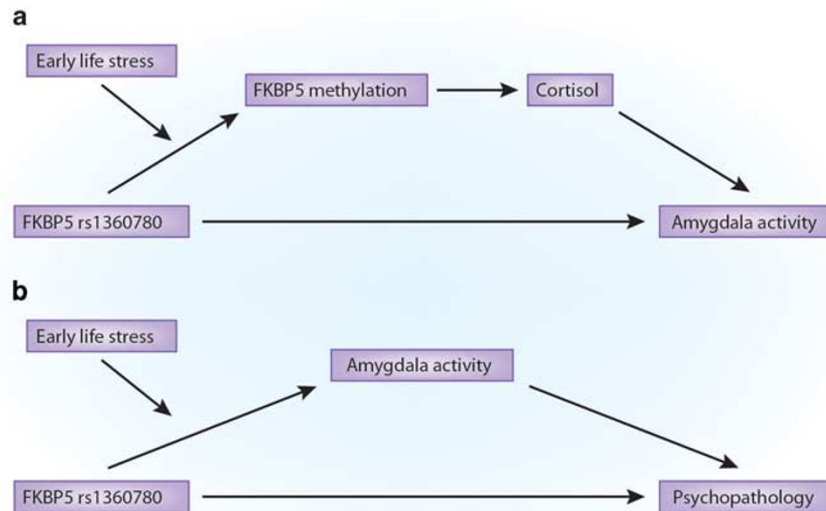 a
Early life stress
FKBP5 methylation
Cortisol
FKBP5 rs1360780
Amygdala activity
b
Early life stress
Amygdala activity
FKBP5 rs1360780
Psychopathology